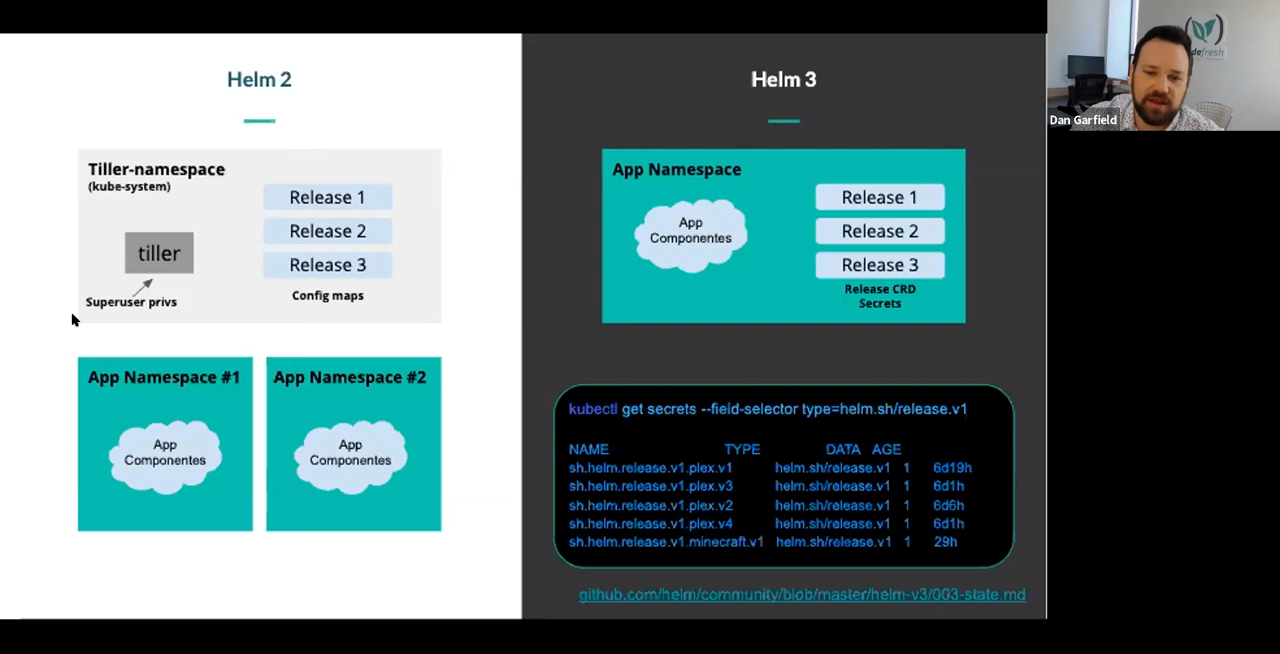 Helm 2
Tiller-namespace
(kube-system)
tiller
Superuser privs
Release 1
Release 2
Release 3
Config maps
App Namespace #1
App
Componentes
App Namespace #2
App
Componentes
Helm 3
App Namespace
App
Componentes
Release 1
Release 2
Release 3
Release CRD
Secrets
kubectl get secrets --field-selector type=helm.sh/release.v1
NAME TYPE DATA AGE
sh.helm.release.v1.plex.v1 helm.sh/release.v1 1 6d19h
sh.helm.release.v1.plex.v3 helm.sh/release.v1 1 6d1h
sh.helm.release.v1.plex.v2 helm.sh/release.v1 1 6d6h
sh.helm.release.v1.plex.v4 helm.sh/release.v1 1 6d1h
sh.helm.release.v1.minecraft.v1 helm.sh/release.v1 1 29h
github.com/helm/community/blob/master/helm-v3/003-state.md
Dan Garfield